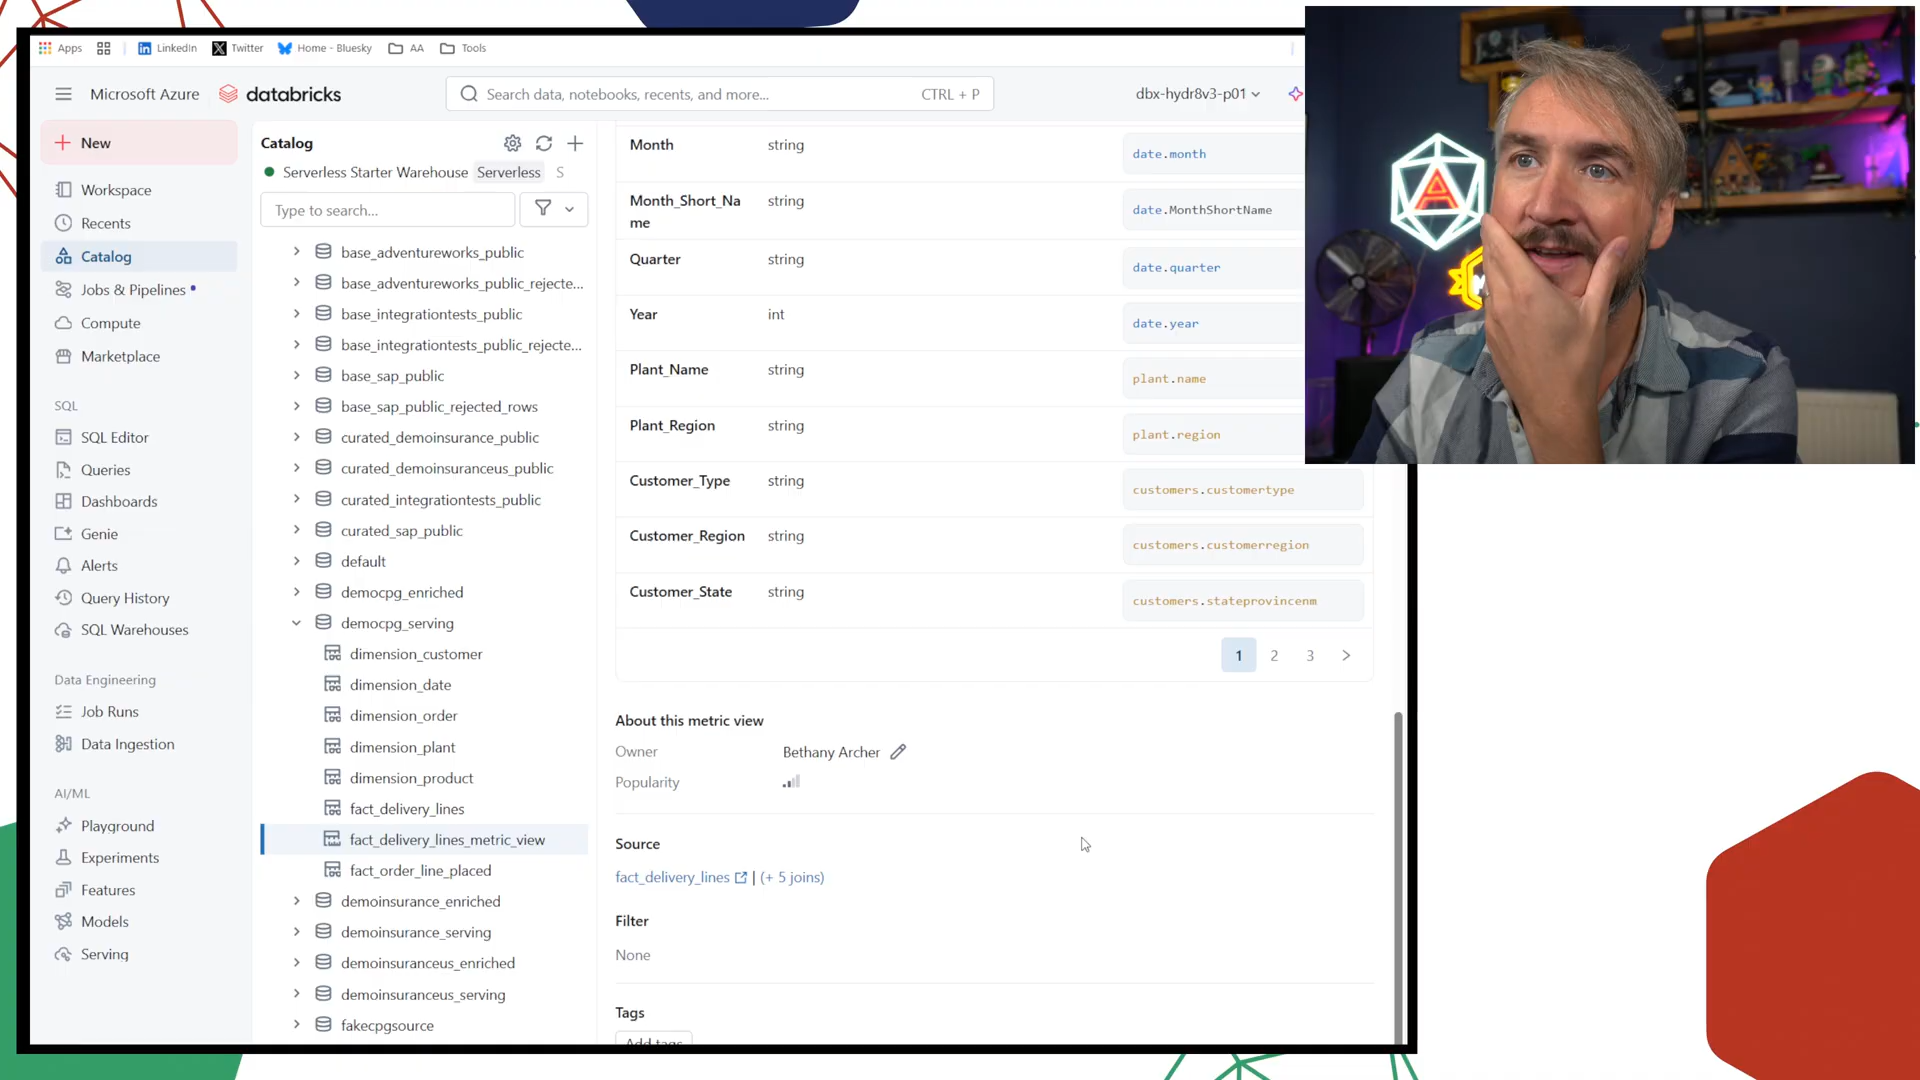 Apps
LinkedIn
Twitter
Home - Bluesky
AA
Tools
Microsoft Azure
databricks
Search data, notebooks, recents, and more...
CTRL + P
dbx-hydr8v3-p01
New
Workspace
Recents
Catalog
Jobs & Pipelines
Compute
Marketplace
SQL
SQL Editor
Queries
Dashboards
Genie
Alerts
Query History
SQL Warehouses
Data Engineering
Job Runs
Data Ingestion
AI/ML
Playground
Experiments
Features
Models
Serving
Catalog
Serverless Starter Warehouse
Serverless
S
Type to search...
base_adventureworks_public
base_adventureworks_public_rejecte...
base_integrationtests_public
base_integrationtests_public_rejecte...
base_sap_public
base_sap_public_rejected_rows
curated_demoinsurance_public
curated_demoinsuranceus_public
curated_integrationtests_public
curated_sap_public
default
democpg_enriched
democpg_serving
dimension_customer
dimension_date
dimension_order
dimension_plant
dimension_product
fact_delivery_lines
fact_delivery_lines_metric_view
fact_order_line_placed
demoinsurance_enriched
demoinsurance_serving
demoinsuranceus_enriched
demoinsuranceus_serving
fakecpgsource
Month string date.month
Month_Short_Na
me
string date.MonthShortName
Quarter string date.quarter
Year int date.year
Plant_Name string plant.name
Plant_Region string plant.region
Customer_Type string customers.customertype
Customer_Region string customers.customerregion
Customer_State string customers.stateprovincenm
1 2 3
About this metric view
Owner Bethany Archer
Popularity
Source
fact_delivery_lines | (+ 5 joins)
Filter
None
Tags
Add tags